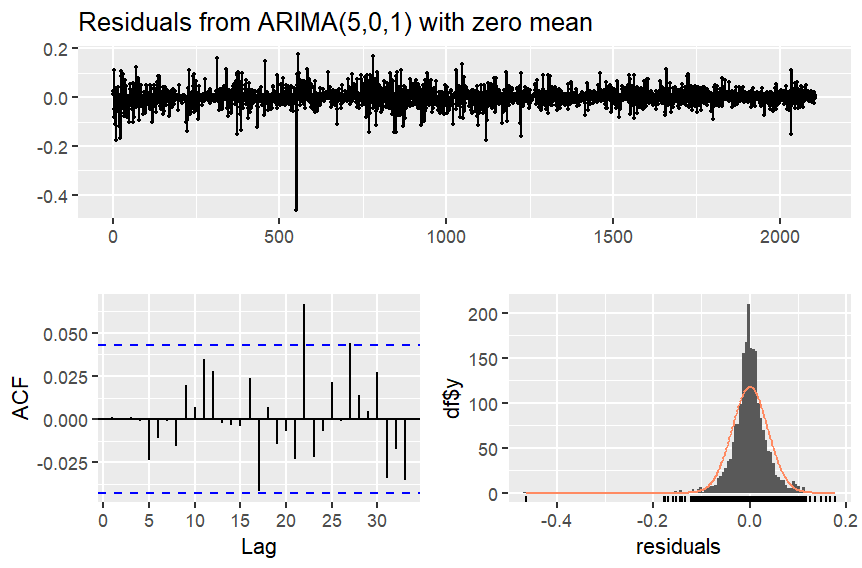 Residuals from ARIMA(5,0,1) with zero mean
0.2
0.0
-0.2
-0.4
0 500 1000 1500 2000
0.050
0.025
0.000
-0.025
ACF
0 5 10 15 20 25 30
Lag
200
150
100
50
0
df$y
-0.4 -0.2 0.0 0.2
residuals